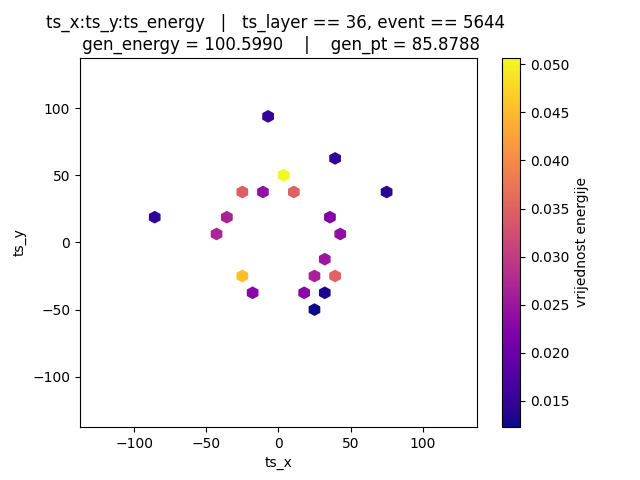 ts_x:ts_y:ts_energy | ts_layer == 36, event == 5644
gen_energy = 100.5990 | gen_pt = 85.8788
100
50
0
−50
−100
ts_y
−100 −50 0 50 100
ts_x
0.050
0.045
0.040
0.035
0.030
0.025
0.020
0.015
vrijednost energije